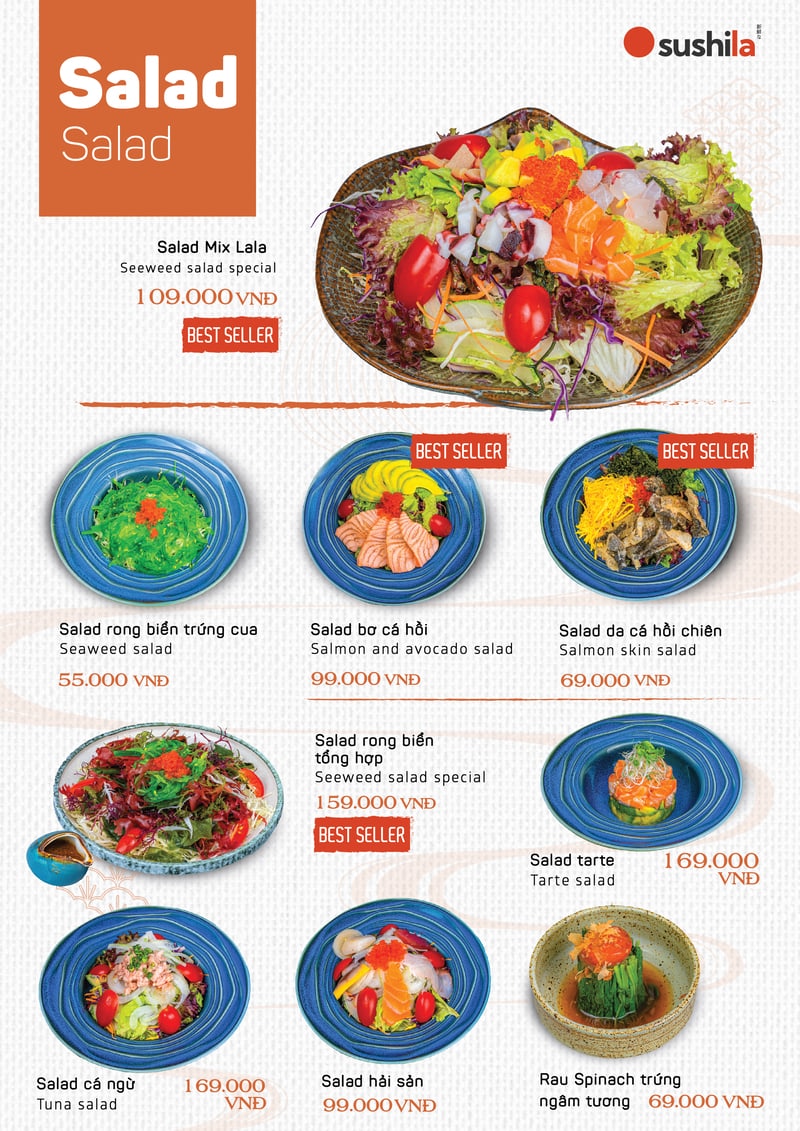 Salad
Salad
sushila
Salad Mix Lala
Seeweed salad special
109.000 VNĐ
BEST SELLER
BEST SELLER
BEST SELLER
Salad rong biển trứng cua
Seaweed salad
55.000 VNĐ
Salad bơ cá hồi
Salmon and avocado salad
99.000 VNĐ
Salad da cá hồi chiên
Salmon skin salad
69.000 VNĐ
Salad rong biển
tổng hợp
Seeweed salad special
159.000 VNĐ
BEST SELLER
Salad tarte
Tarte salad
169.000
VNĐ
Salad cá ngừ
Tuna salad
169.000
VNĐ
Salad hải sản
99.000 VNĐ
Rau Spinach trứng
ngâm tương 69.000 VNĐ